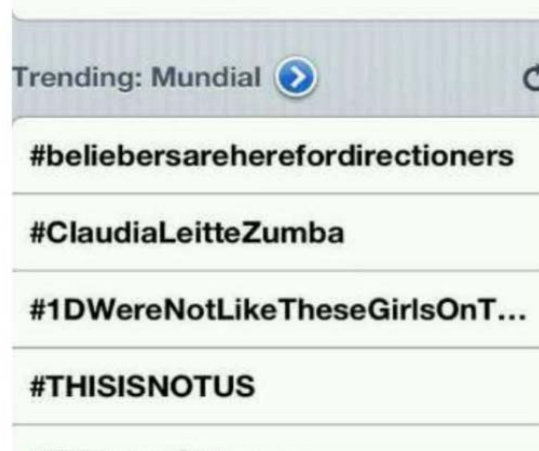 Trending: Mundial
#beliebersareherefordirectioners
#ClaudiaLeitteZumba
#1DWereNotLikeTheseGirlsOnT...
#THISISNOTUS